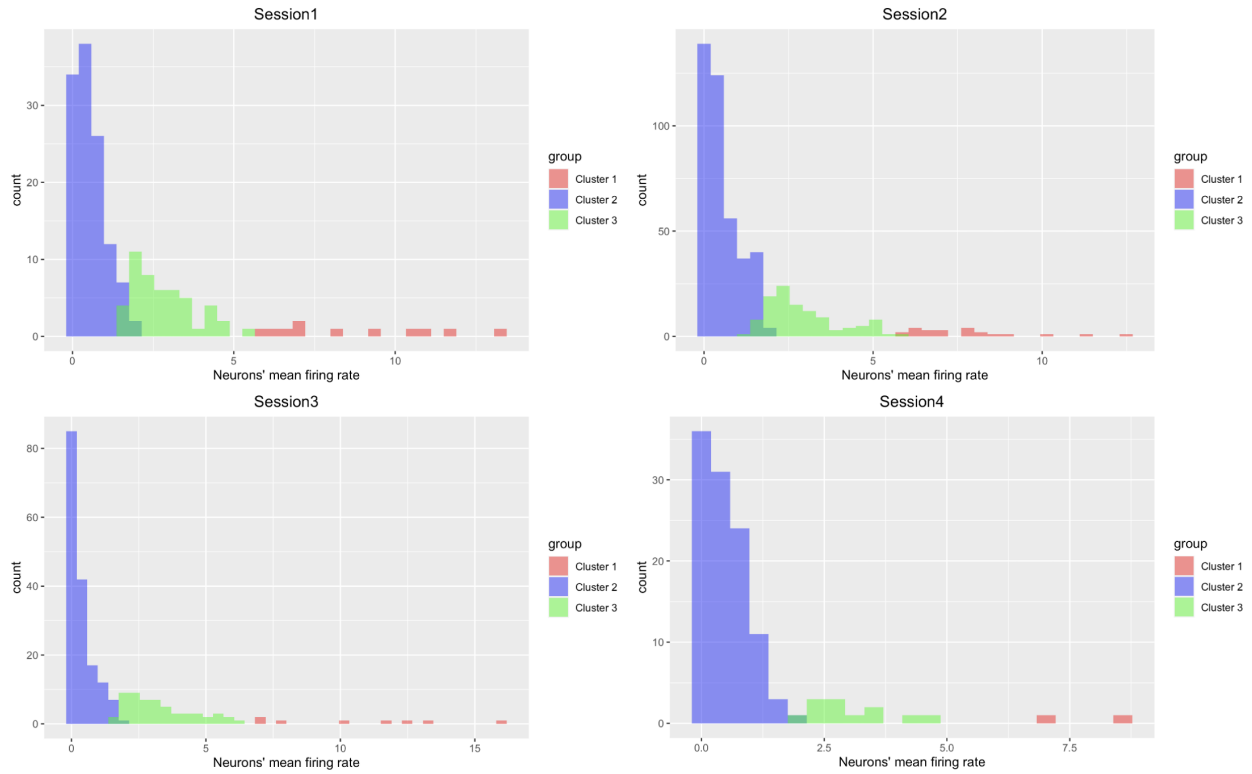 Session1
count
30
20
10
0
0
5
10
Neurons' mean firing rate
group
Cluster 1
Cluster 2
Cluster 3
Session2
count
100
50
0
0
5
10
Neurons' mean firing rate
group
Cluster 1
Cluster 2
Cluster 3
Session3
count
80
60
40
20
0
0
5
10
15
Neurons' mean firing rate
group
Cluster 1
Cluster 2
Cluster 3
Session4
count
30
20
10
0
0.0
2.5
5.0
7.5
Neurons' mean firing rate
group
Cluster 1
Cluster 2
Cluster 3